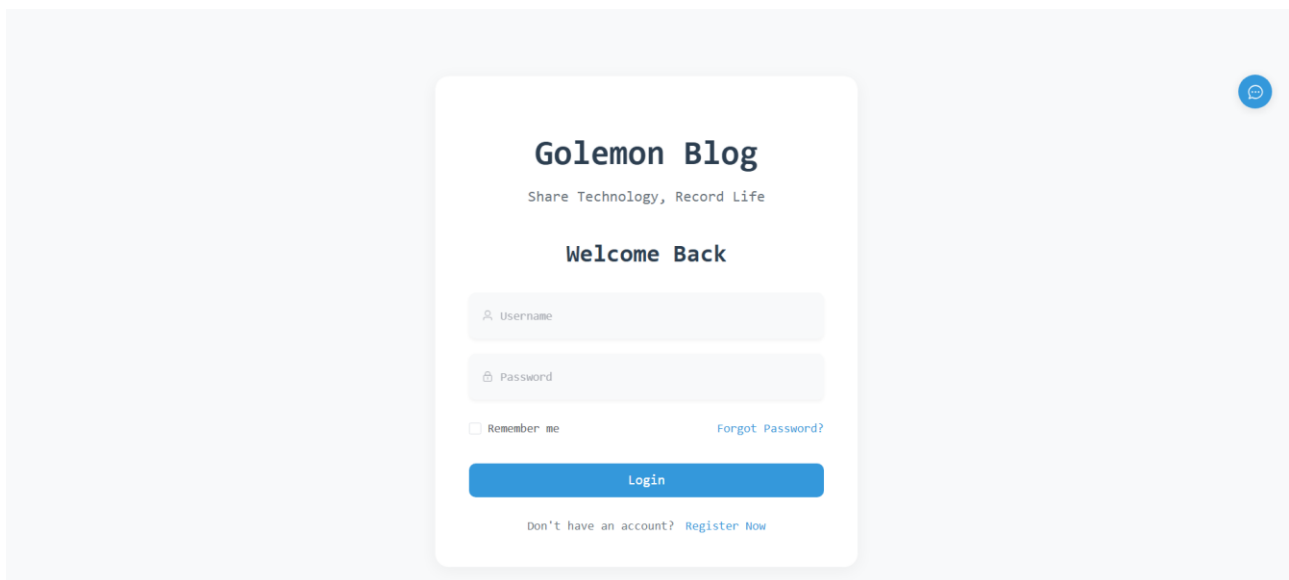 Golemon Blog
Share Technology, Record Life
Welcome Back
Username
Password
Remember me Forgot Password?
Login
Don't have an account? Register Now